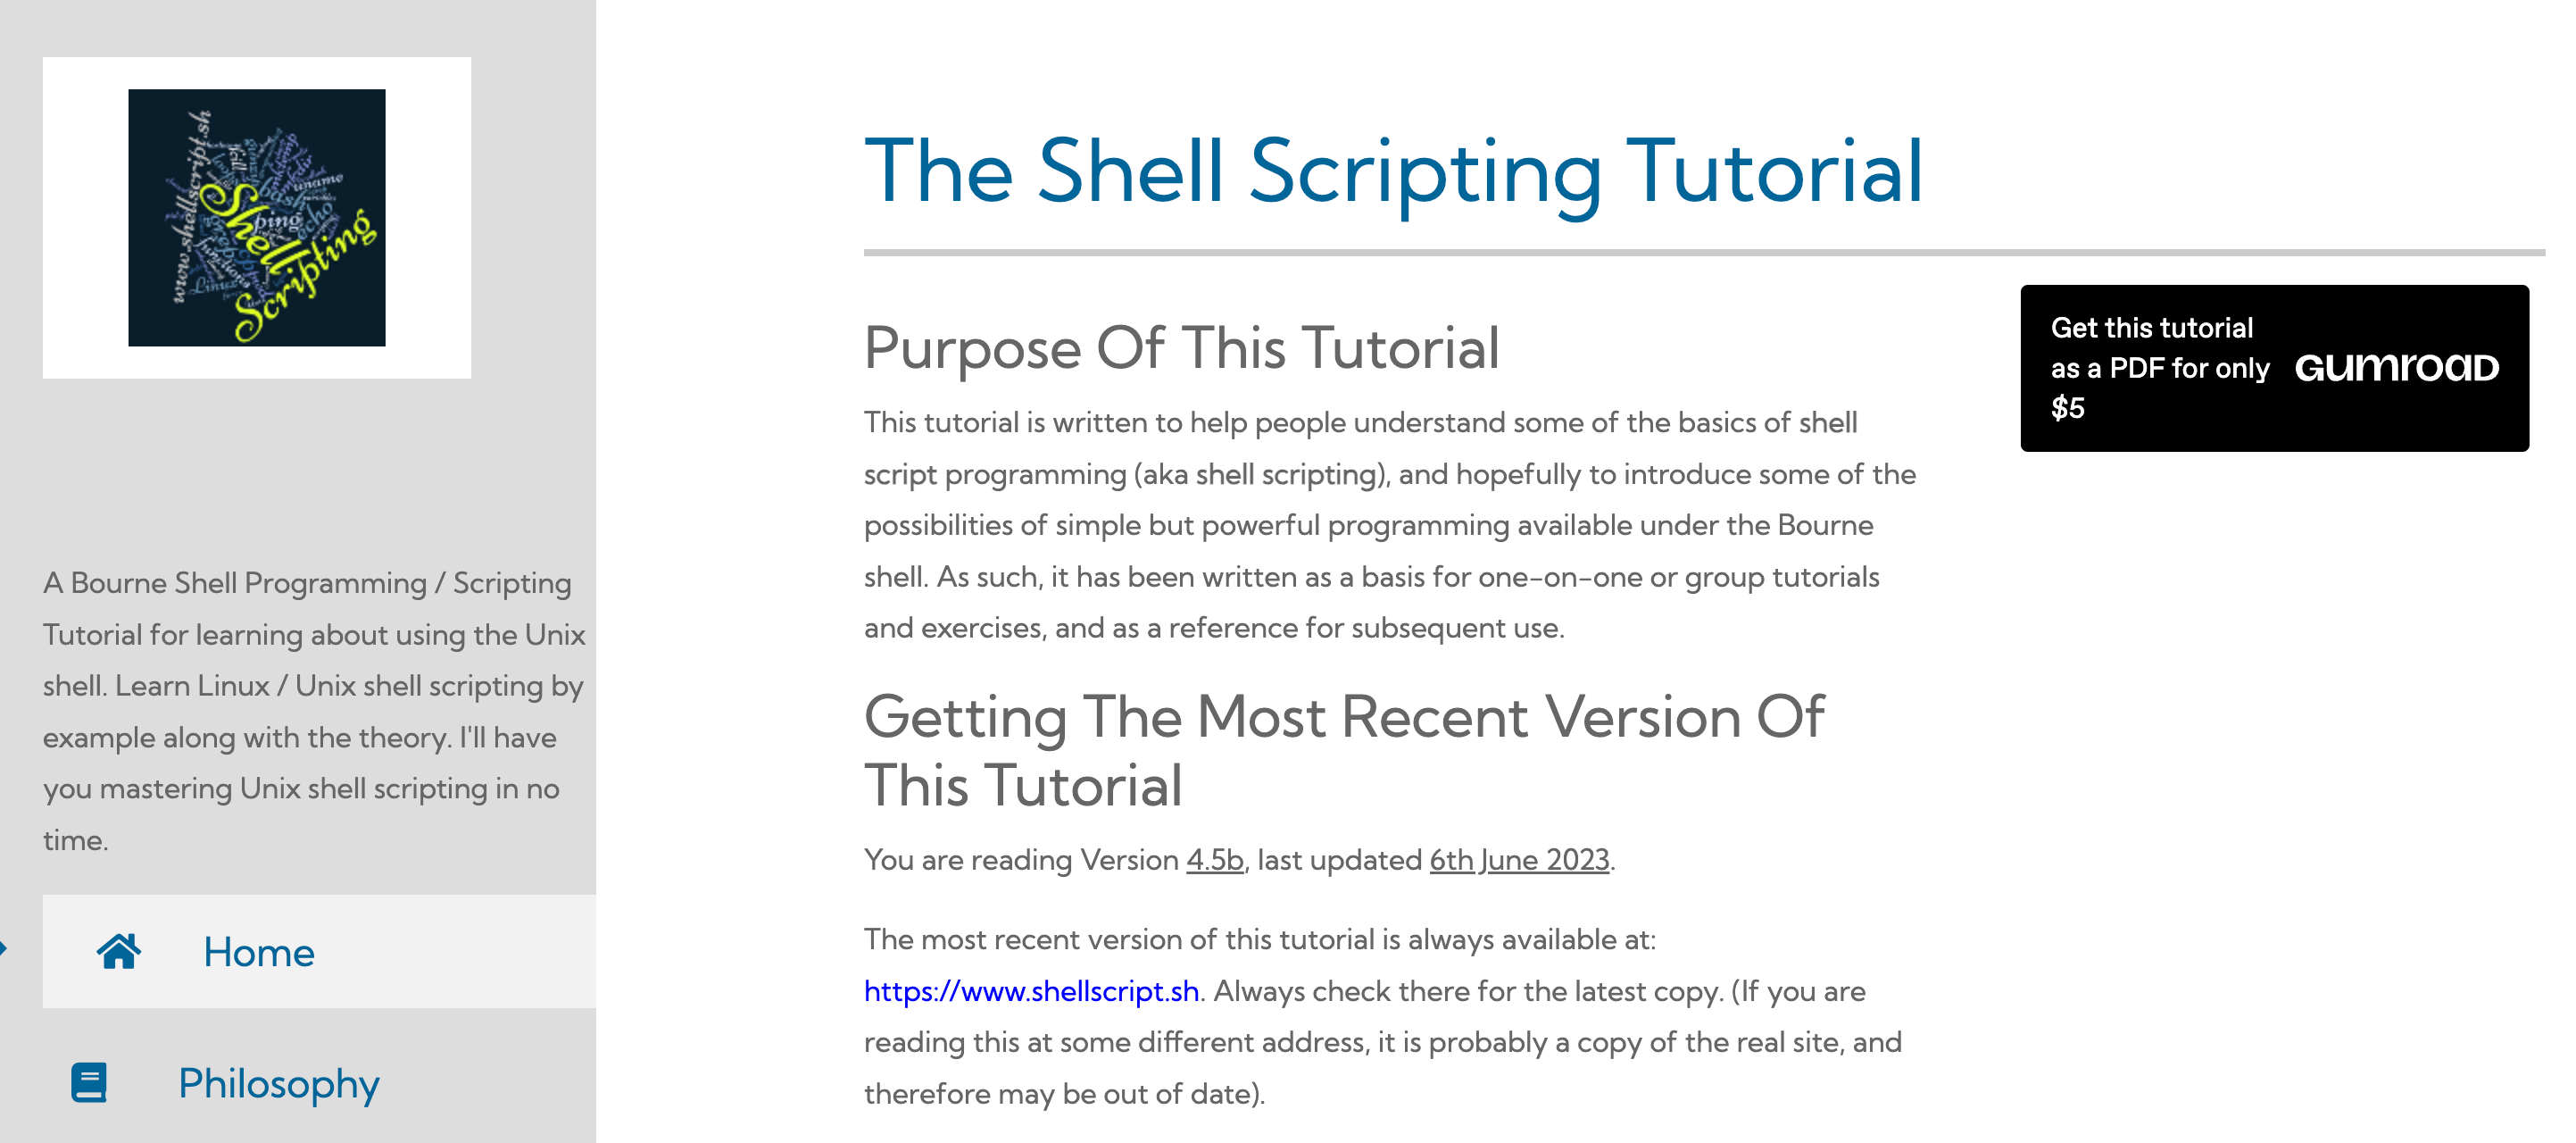 www.shellscript.sh
kill
uname
bash
ping
echo
Shell
Scripting
functions
Linux
A Bourne Shell Programming / Scripting
Tutorial for learning about using the Unix
shell. Learn Linux / Unix shell scripting by
example along with the theory. I'll have
you mastering Unix shell scripting in no
time.
Home
Philosophy
The Shell Scripting Tutorial
Purpose Of This Tutorial
This tutorial is written to help people understand some of the basics of shell
script programming (aka shell scripting), and hopefully to introduce some of the
possibilities of simple but powerful programming available under the Bourne
shell. As such, it has been written as a basis for one-on-one or group tutorials
and exercises, and as a reference for subsequent use.
Getting The Most Recent Version Of
This Tutorial
You are reading Version 4.5b, last updated 6th June 2023.
The most recent version of this tutorial is always available at:
https://www.shellscript.sh. Always check there for the latest copy. (If you are
reading this at some different address, it is probably a copy of the real site, and
therefore may be out of date).
Get this tutorial
as a PDF for only
$5
GUMROAD